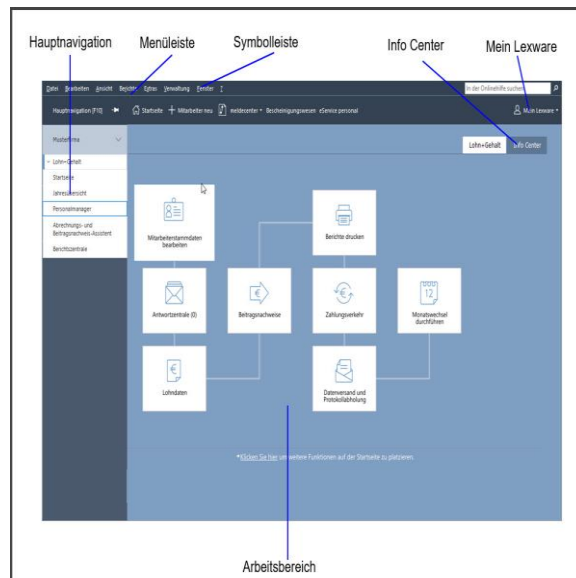 Hauptnavigation Menüleiste Symbolleiste Info Center Mein Lexware
Datei Bearbeiten Ansicht Berichte Extras Verwaltung Fenster ?
In der Onlinehilfe suchen
Hauptnavigation (F10) Startseite Mitarbeiter neu meldecenter Bescheinigungswesen eService personal Mein Lexware
Musterfirma
Lohn+Gehalt Info Center
Lohn+Gehalt
Startseite
Jahresübersicht
Personalmanager
Abrechnungs- und
Beitragsnachweis-Assistent
Berichtszentrale
Mitarbeiterstammdaten
bearbeiten
Berichte drucken
Antwortzentrale (0)
Beitragsnachweise
Zahlungsverkehr
12
Monatswechsel
durchführen
Lohndaten
Datenversand und
Protokollabholung
*Klicken Sie hier um weitere Funktionen auf der Startseite zu platzieren.
Arbeitsbereich